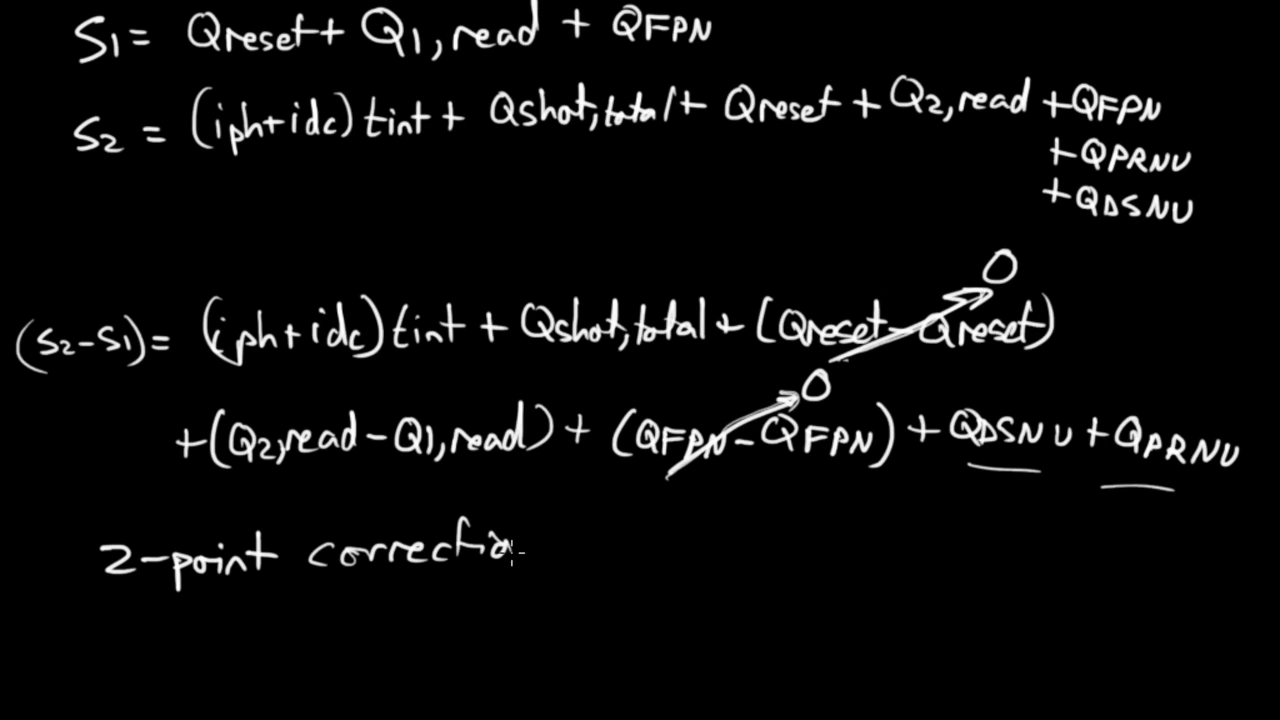 S1= Qreset+ Q1,read + QFPN
S2 = (iph+idc) tint + Qshot,total + Qreset + Q2,read +QFPN
+QPRNU
+QDSNU
0
(S2-S1)= (iph+idc) tint + Qshot,total + (Qreset - Qreset)
0
+(Q2,read - Q1,read) + (QFPN - QFPN) + QDSNU + QPRNU
2-point